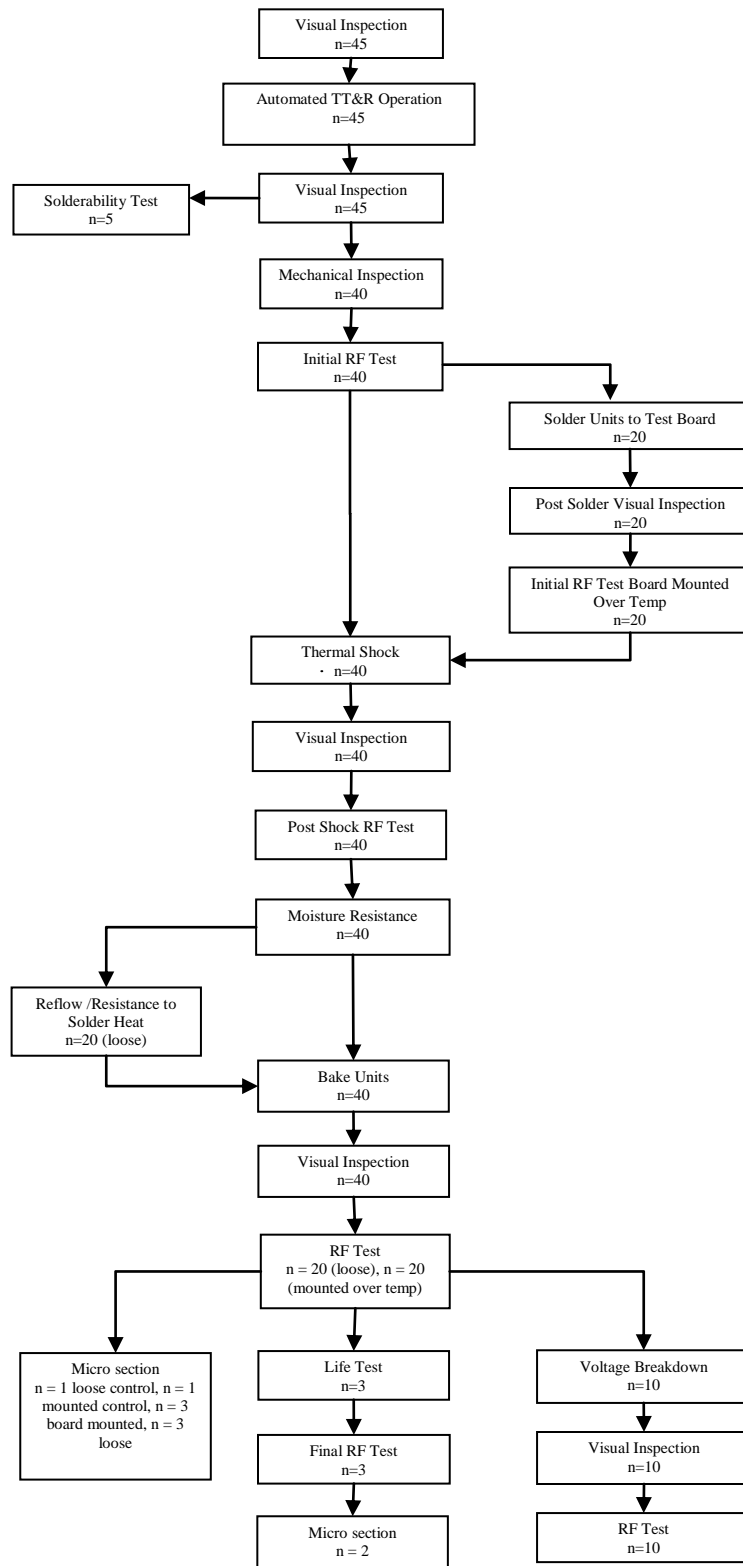 Visual Inspection
n=45
Automated TT&R Operation
n=45
Visual Inspection
n=45
Solderability Test
n=5
Mechanical Inspection
n=40
Initial RF Test
n=40
Solder Units to Test Board
n=20
Post Solder Visual Inspection
n=20
Initial RF Test Board Mounted
Over Temp
n=20
Thermal Shock
· n=40
Visual Inspection
n=40
Post Shock RF Test
n=40
Moisture Resistance
n=40
Reflow /Resistance to
Solder Heat
n=20 (loose)
Bake Units
n=40
Visual Inspection
n=40
RF Test
n = 20 (loose), n = 20
(mounted over temp)
Micro section
n = 1 loose control, n = 1
mounted control, n = 3
board mounted, n = 3
loose
Life Test
n=3
Final RF Test
n=3
Micro section
n = 2
Voltage Breakdown
n=10
Visual Inspection
n=10
RF Test
n=10